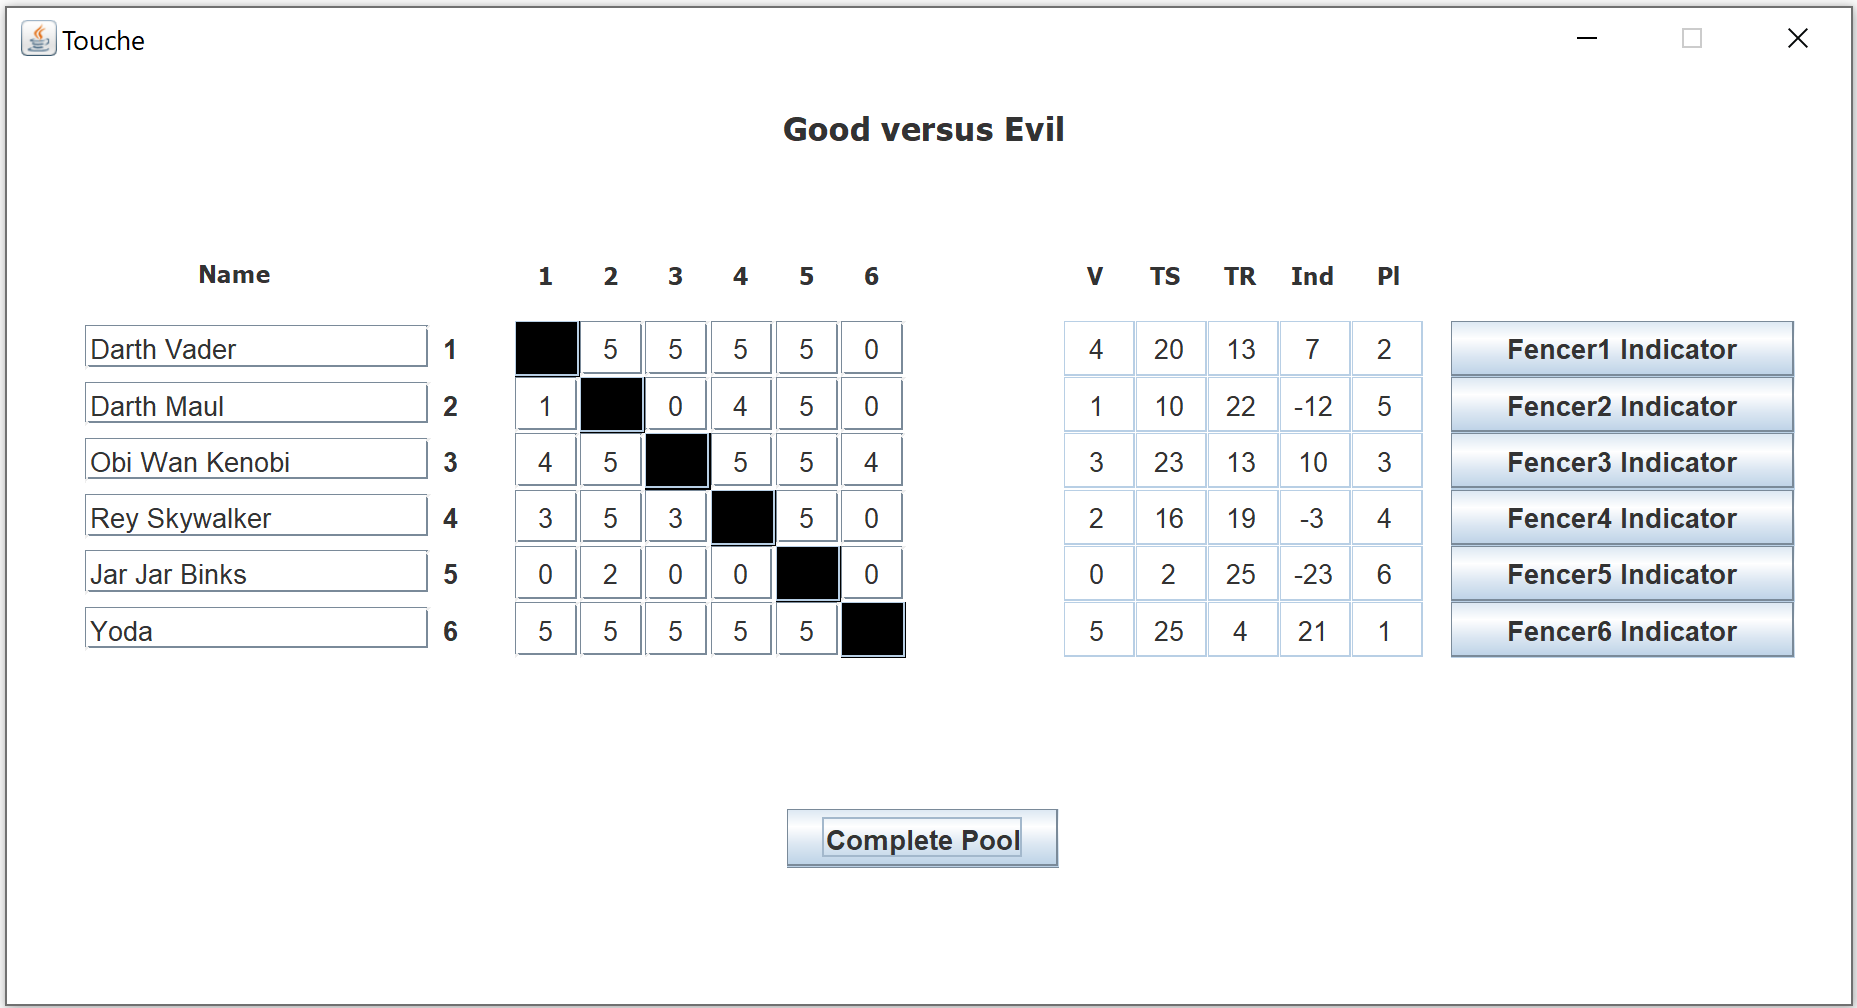 Touche
Good versus Evil
Name 1 2 3 4 5 6 V TS TR Ind Pl
Darth Vader 1 5 5 5 5 0 4 20 13 7 2 Fencer1 Indicator
Darth Maul 2 1 0 4 5 0 1 10 22 -12 5 Fencer2 Indicator
Obi Wan Kenobi 3 4 5 5 5 4 3 23 13 10 3 Fencer3 Indicator
Rey Skywalker 4 3 5 3 5 0 2 16 19 -3 4 Fencer4 Indicator
Jar Jar Binks 5 0 2 0 0 0 0 2 25 -23 6 Fencer5 Indicator
Yoda 6 5 5 5 5 5 5 25 4 21 1 Fencer6 Indicator
Complete Pool